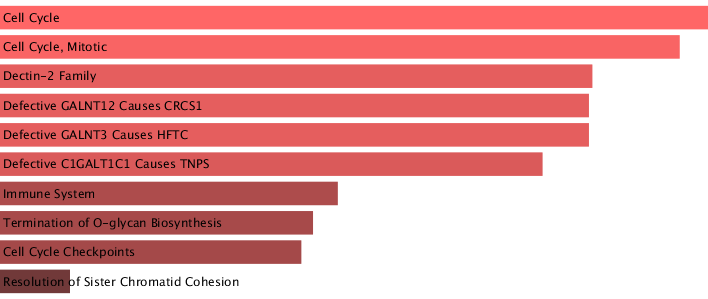 Cell Cycle
Cell Cycle, Mitotic
Dectin-2 Family
Defective GALNT12 Causes CRCS1
Defective GALNT3 Causes HFTC
Defective C1GALT1C1 Causes TNPS
Immune System
Termination of O-glycan Biosynthesis
Cell Cycle Checkpoints
Resolution of Sister Chromatid Cohesion